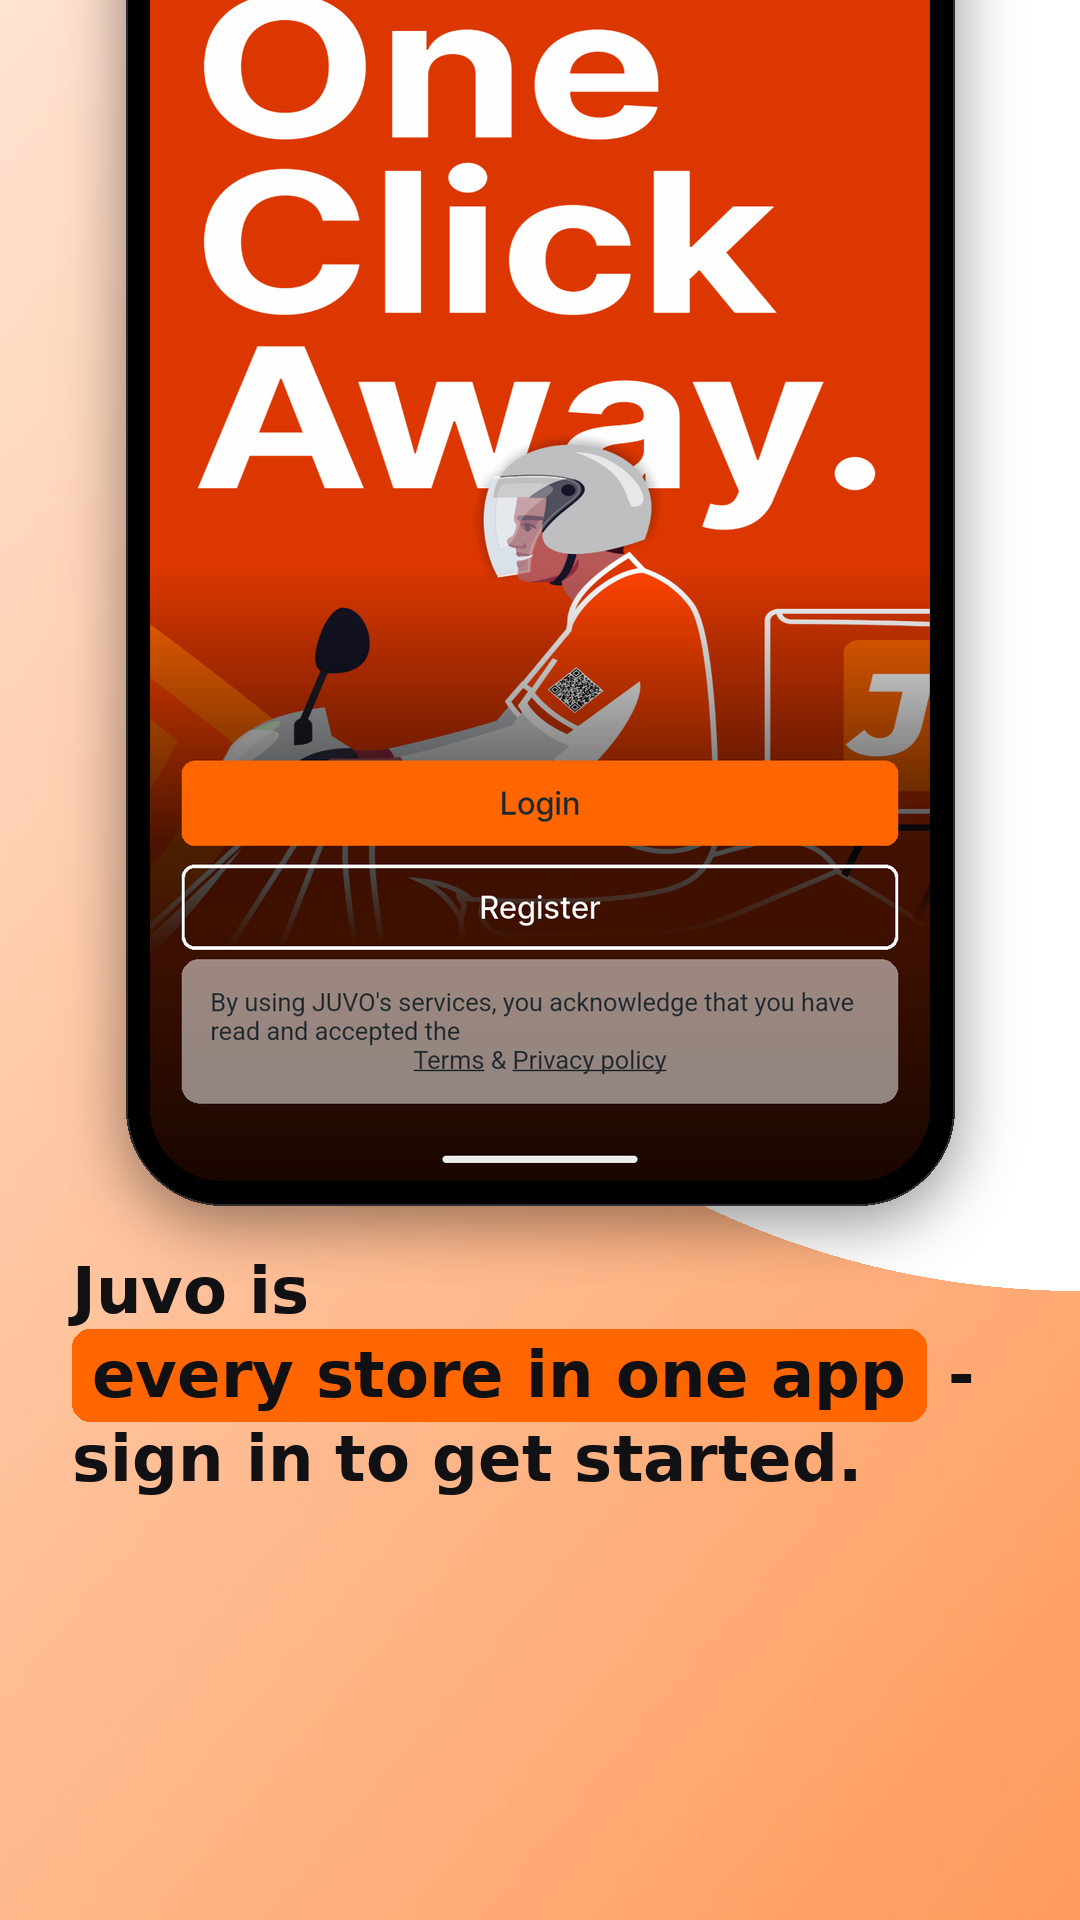 One
Click
Away.
J
Login
Register
By using JUVO's services, you acknowledge that you have
read and accepted the
Terms & Privacy policy
Juvo is
every store in one app -
sign in to get started.